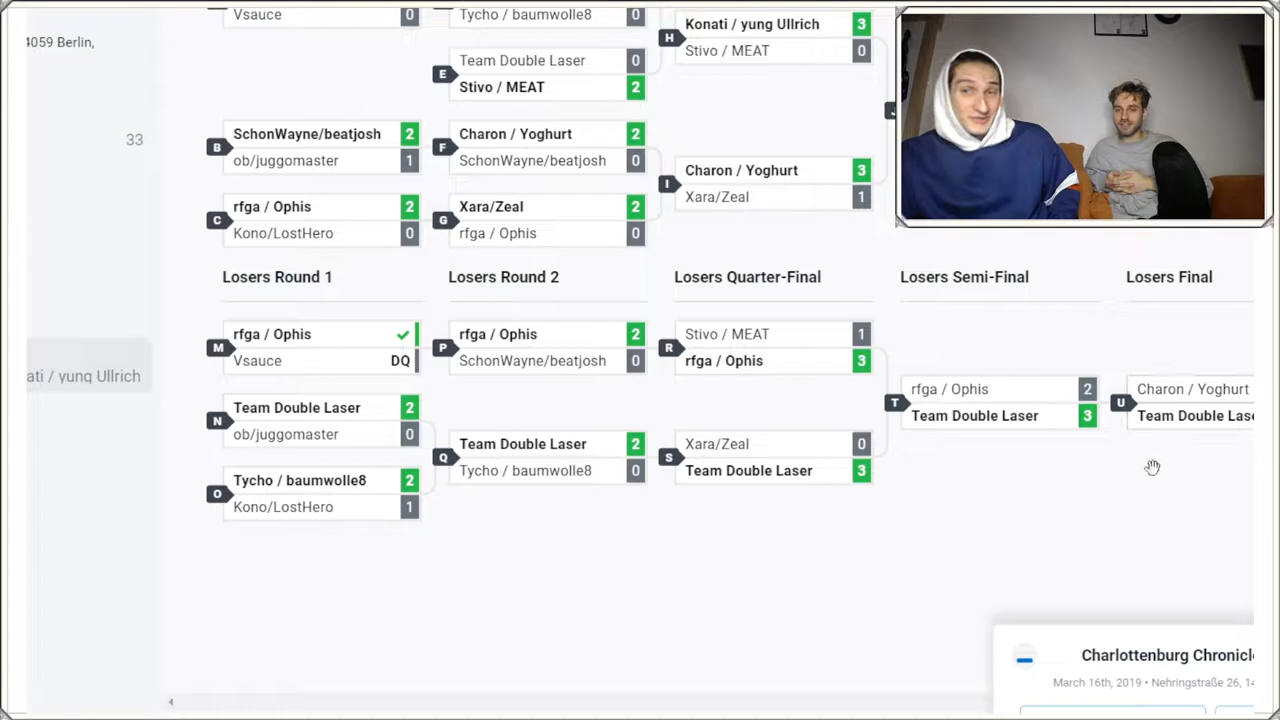 4059 Berlin,
33
ati / yung Ullrich
Vsauce 0
Tycho / baumwolle8 0
Konati / yung Ullrich 3
H
Stivo / MEAT 0
Team Double Laser 0
E
Stivo / MEAT 2
J
SchonWayne/beatjosh 2
B
ob/juggomaster 1
Charon / Yoghurt 2
F
SchonWayne/beatjosh 0
Charon / Yoghurt 3
I
Xara/Zeal 1
rfga / Ophis 2
C
Kono/LostHero 0
Xara/Zeal 2
G
rfga / Ophis 0
Losers Round 1
Losers Round 2
Losers Quarter-Final
Losers Semi-Final
Losers Final
rfga / Ophis
M
Vsauce DQ
rfga / Ophis 2
P
SchonWayne/beatjosh 0
Stivo / MEAT 1
R
rfga / Ophis 3
rfga / Ophis 2
T
Team Double Laser 3
Charon / Yoghurt
U
Team Double Lase
Team Double Laser 2
N
ob/juggomaster 0
Team Double Laser 2
Q
Tycho / baumwolle8 0
Xara/Zeal 0
S
Team Double Laser 3
Tycho / baumwolle8 2
O
Kono/LostHero 1
Charlottenburg Chronicle
March 16th, 2019 • Nehringstraße 26, 14